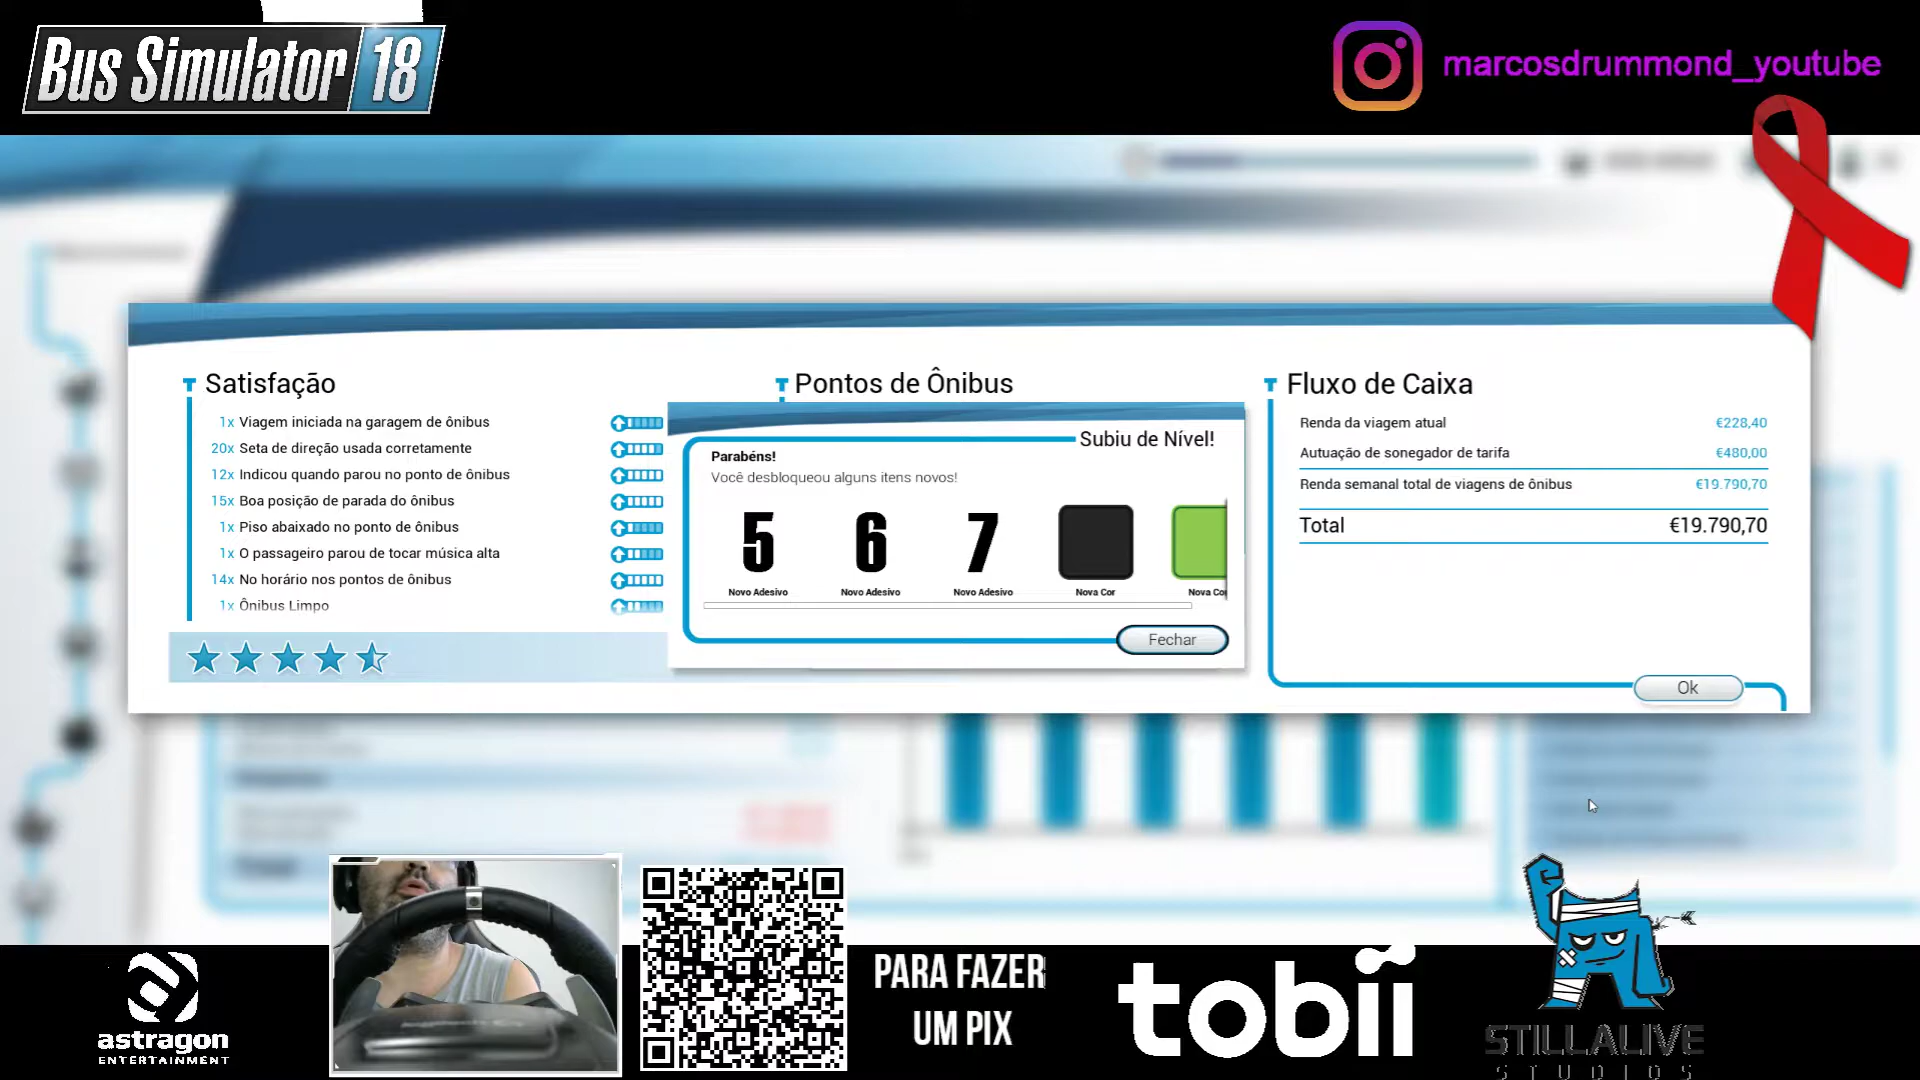 Bus Simulator 18
marcosdrummond_youtube
Satisfação
1x Viagem iniciada na garagem de ônibus
20x Seta de direção usada corretamente
12x Indicou quando parou no ponto de ônibus
15x Boa posição de parada do ônibus
1x Piso abaixado no ponto de ônibus
1x O passageiro parou de tocar música alta
14x No horário nos pontos de ônibus
1x Ônibus Limpo
Pontos de Ônibus
Subiu de Nível!
Parabéns!
Você desbloqueou alguns itens novos!
5 6 7
Novo Adesivo Novo Adesivo Novo Adesivo Nova Cor Nova Cor
Fechar
Fluxo de Caixa
Renda da viagem atual €228,40
Autuação de sonegador de tarifa €480,00
Renda semanal total de viagens de ônibus €19.790,70
Total €19.790,70
Ok
astragon
ENTERTAINMENT
PARA FAZER
UM PIX
tobii
STILLALIVE
STUDIOS